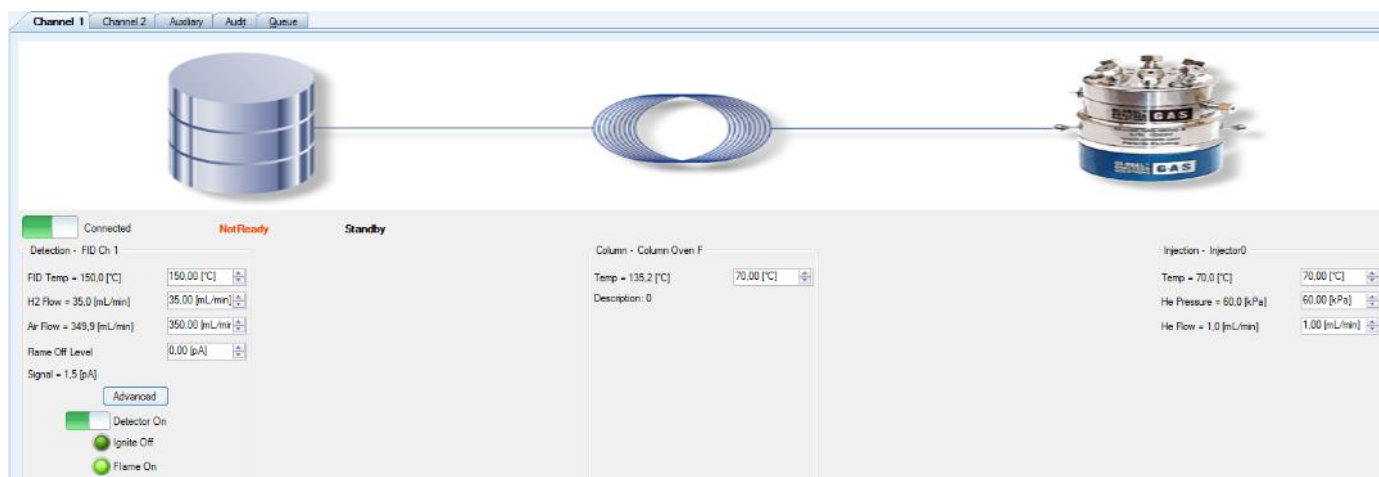 Channel 1 Channel 2 Auxiliary Audit Queue
GAS
GAS
Connected NotReady Standby
Detection - FID Ch 1
FID Temp = 150,0 [°C] 150,00 [°C]
H2 Flow = 35,0 [mL/min] 35,00 [mL/min]
Air Flow = 349,9 [mL/min] 350,00 [mL/mir
Flame Off Level 0,00 [pA]
Signal = 1,5 [pA]
Advanced
Detector On
Ignite Off
Flame On
Column - Column Oven F
Temp = 135,2 [°C] 70,00 [°C]
Description: 0
Injection - Injector0
Temp = 70,0 [°C] 70,00 [°C]
He Pressure = 60,0 [kPa] 60,00 [kPa]
He Flow = 1,0 [mL/min] 1,00 [mL/min]